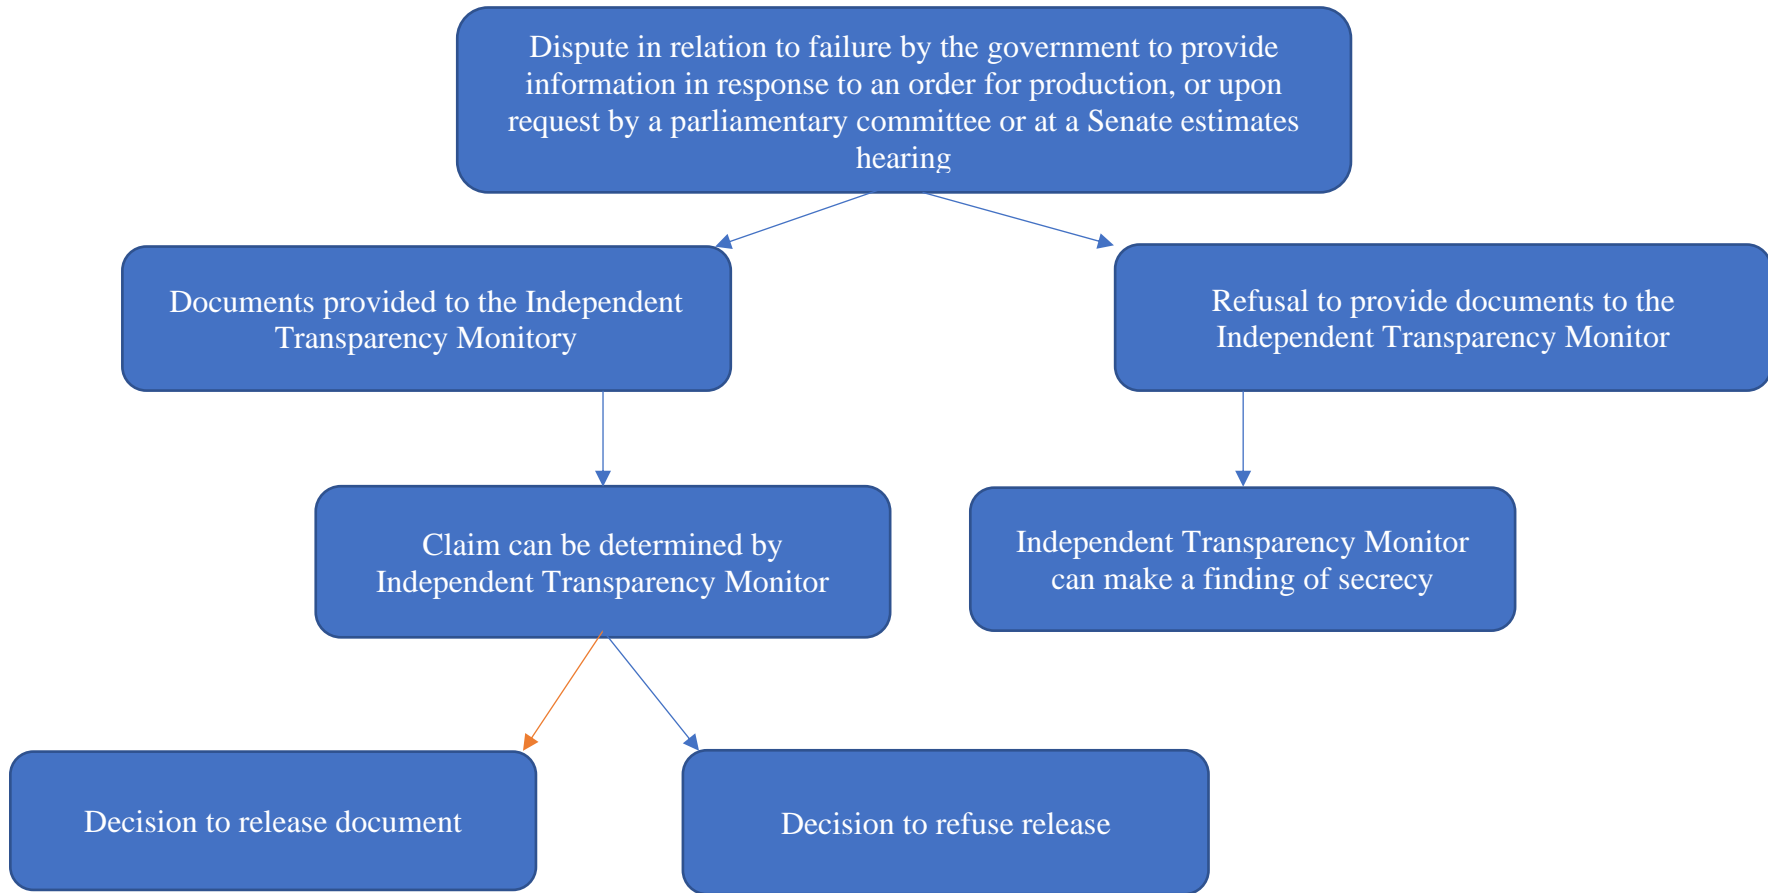 Dispute in relation to failure by the government to provide
information in response to an order for production, or upon
request by a parliamentary committee or at a Senate estimates
hearing
Documents provided to the Independent
Transparency Monitory
Refusal to provide documents to the
Independent Transparency Monitor
Claim can be determined by
Independent Transparency Monitor
Independent Transparency Monitor
can make a finding of secrecy
Decision to release document
Decision to refuse release